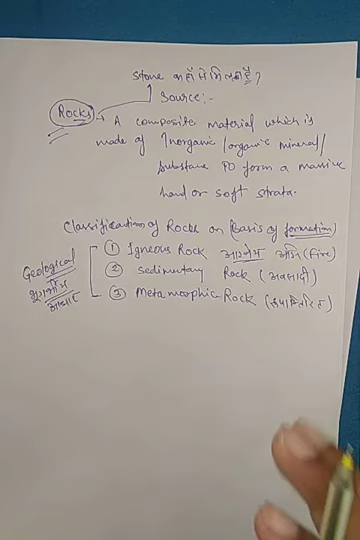 Stone कहाँ से मिलता है?
Source:-
Rocks → A composite material which is
made of Inorganic/organic mineral/
substance to form a massive
hard or soft strata.
Classification of Rocks on (Basis of formation)
Geological
① Igneous Rock आग्नेय अग्नि (Fire)
② Sedimentary Rock (अवसादी)
③ Metamorphic Rock (रूपान्तरित)